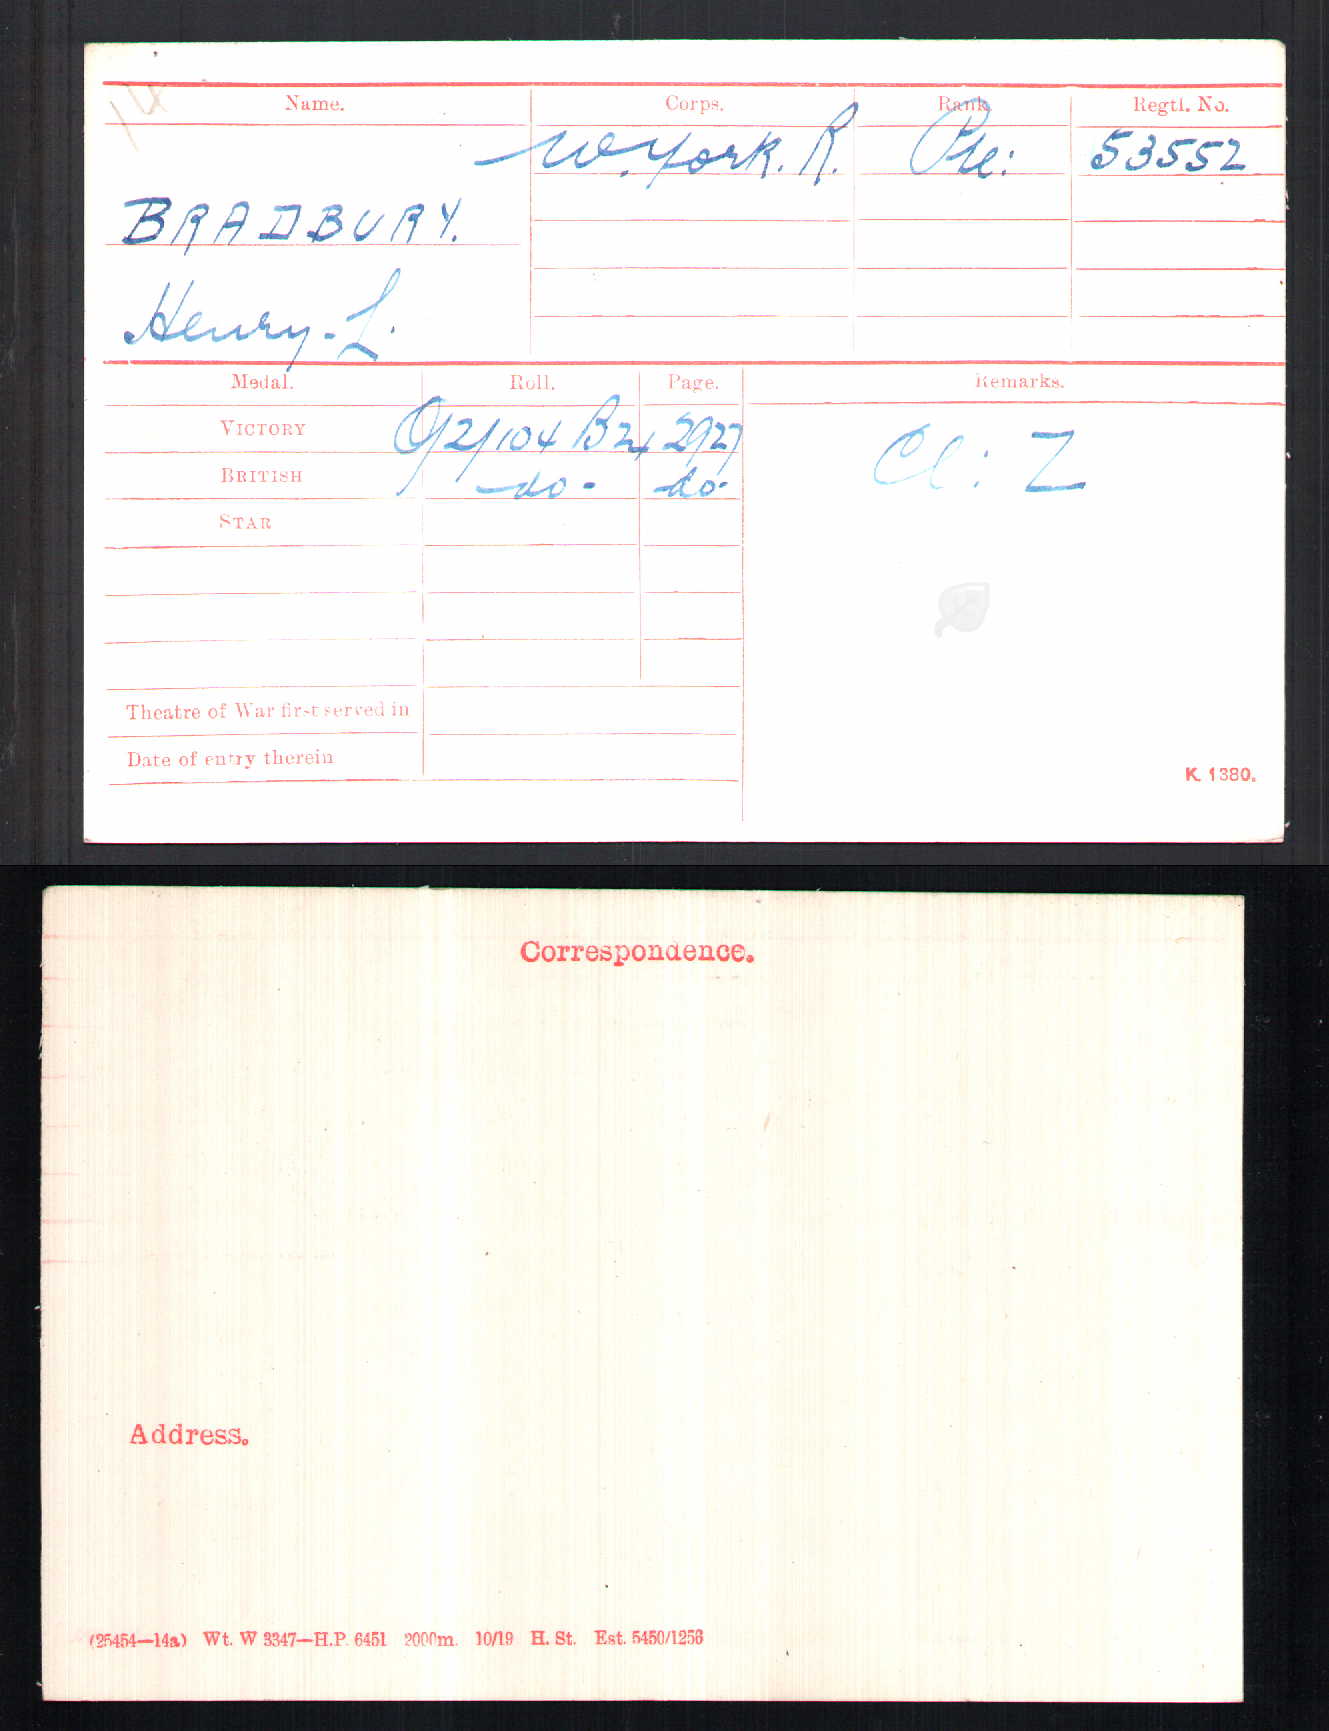 Name. Corps. Rank. Regtl. No.
W. York. R. Pte. 53552
BRADBURY.
Henry. L.
Medal. Roll. Page. Remarks.
VICTORY O/2/104 B24 2927 Cl: Z
BRITISH -do- -do-
STAR
Theatre of War first served in
Date of entry therein
K. 1380.
Correspondence.
Address.
(25454—14a) Wt. W 3347—H.P. 6451 2000m. 10/19 H. St. Est. 5450/1256